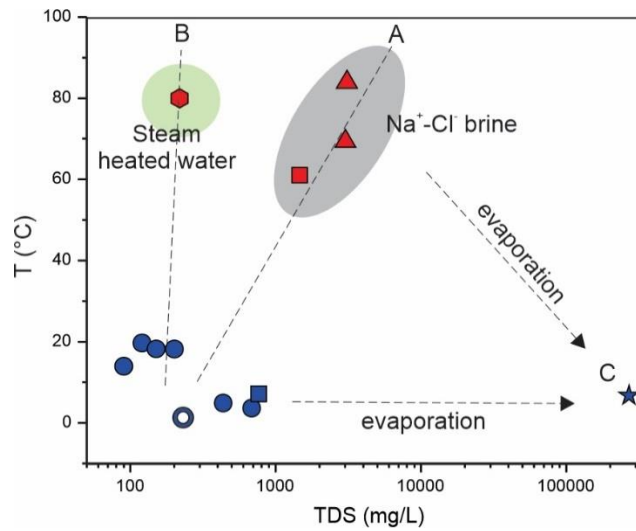 100
80
60
40
20
0
T (°C)
B
A
Steam
heated water
Na⁺-Cl⁻ brine
evaporation
C
evaporation
100
1000
10000
100000
TDS (mg/L)